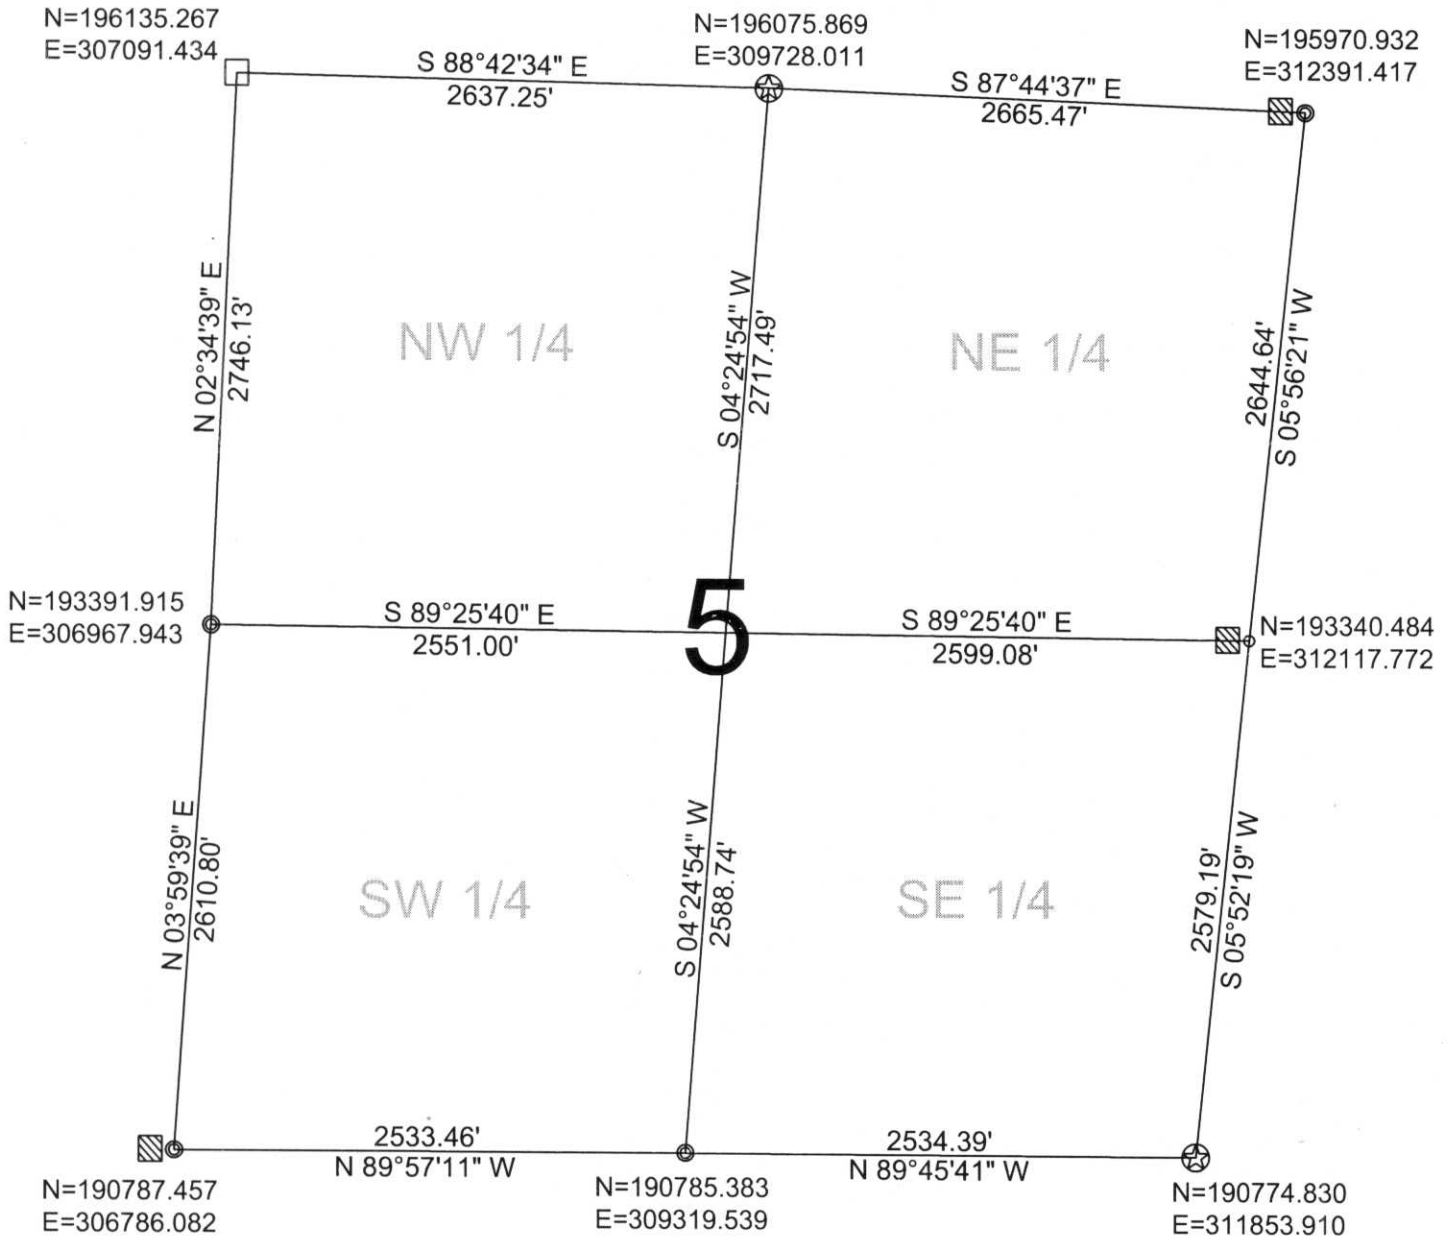 N=196135.267
E=307091.434
N=196075.869
E=309728.011
N=195970.932
E=312391.417
S 88°42'34" E
2637.25'
S 87°44'37" E
2665.47'
N 02°34'39" E
2746.13'
NW 1/4
S 04°24'54" W
2717.49'
NE 1/4
2644.64'
S 05°56'21" W
N=193391.915
E=306967.943
S 89°25'40" E
2551.00'
5
S 89°25'40" E
2599.08'
N=193340.484
E=312117.772
N 03°59'39" E
2610.80'
SW 1/4
S 04°24'54" W
2588.74'
SE 1/4
2579.19'
S 05°52'19" W
2533.46'
N 89°57'11" W
2534.39'
N 89°45'41" W
N=190787.457
E=306786.082
N=190785.383
E=309319.539
N=190774.830
E=311853.910